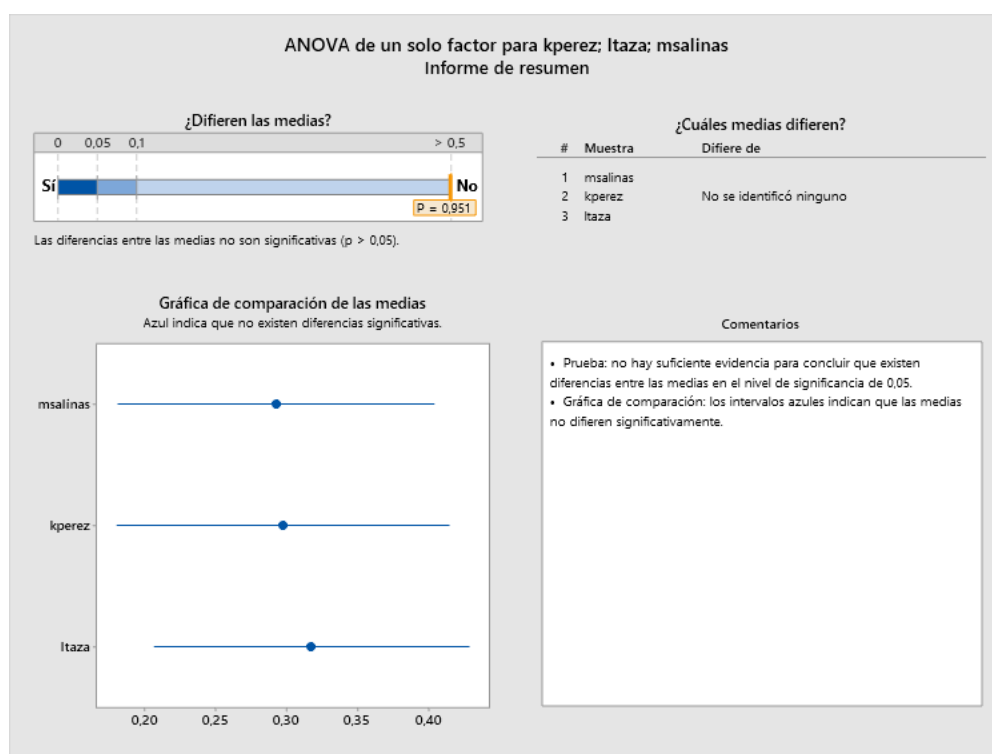 ANOVA de un solo factor para kperez; ltaza; msalinas
Informe de resumen
¿Difieren las medias?
0 0,05 0,1 > 0,5
Sí No
P = 0,951
Las diferencias entre las medias no son significativas (p > 0,05).
¿Cuáles medias difieren?
# Muestra Difiere de
1 msalinas
2 kperez No se identificó ninguno
3 ltaza
Gráfica de comparación de las medias
Azul indica que no existen diferencias significativas.
msalinas
kperez
ltaza
0,20 0,25 0,30 0,35 0,40
Comentarios
• Prueba: no hay suficiente evidencia para concluir que existen
diferencias entre las medias en el nivel de significancia de 0,05.
• Gráfica de comparación: los intervalos azules indican que las medias
no difieren significativamente.